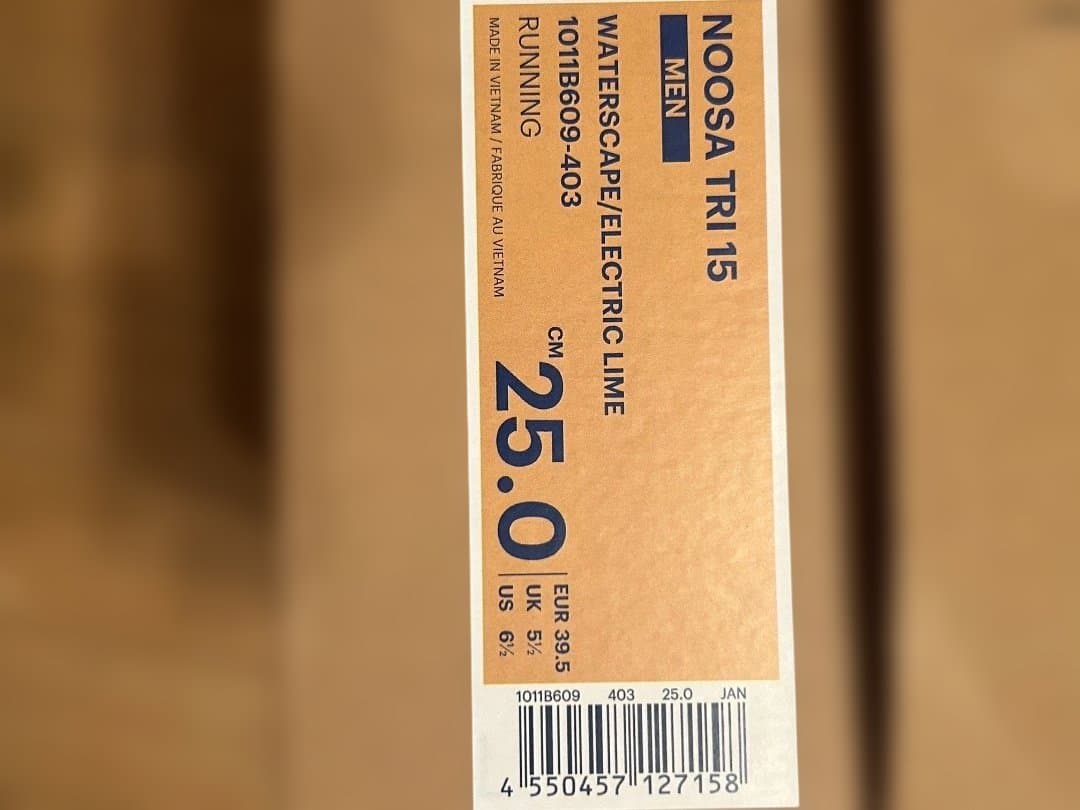 NOOSA TRI 15
MEN
WATERSCAPE/ELECTRIC LIME
1011B609-403
RUNNING
MADE IN VIETNAM / FABRIQUE AU VIETNAM
CM 25.0
EUR 39.5
UK 5½
US 6½
1011B609 403 25.0 JAN
4 550457 127158